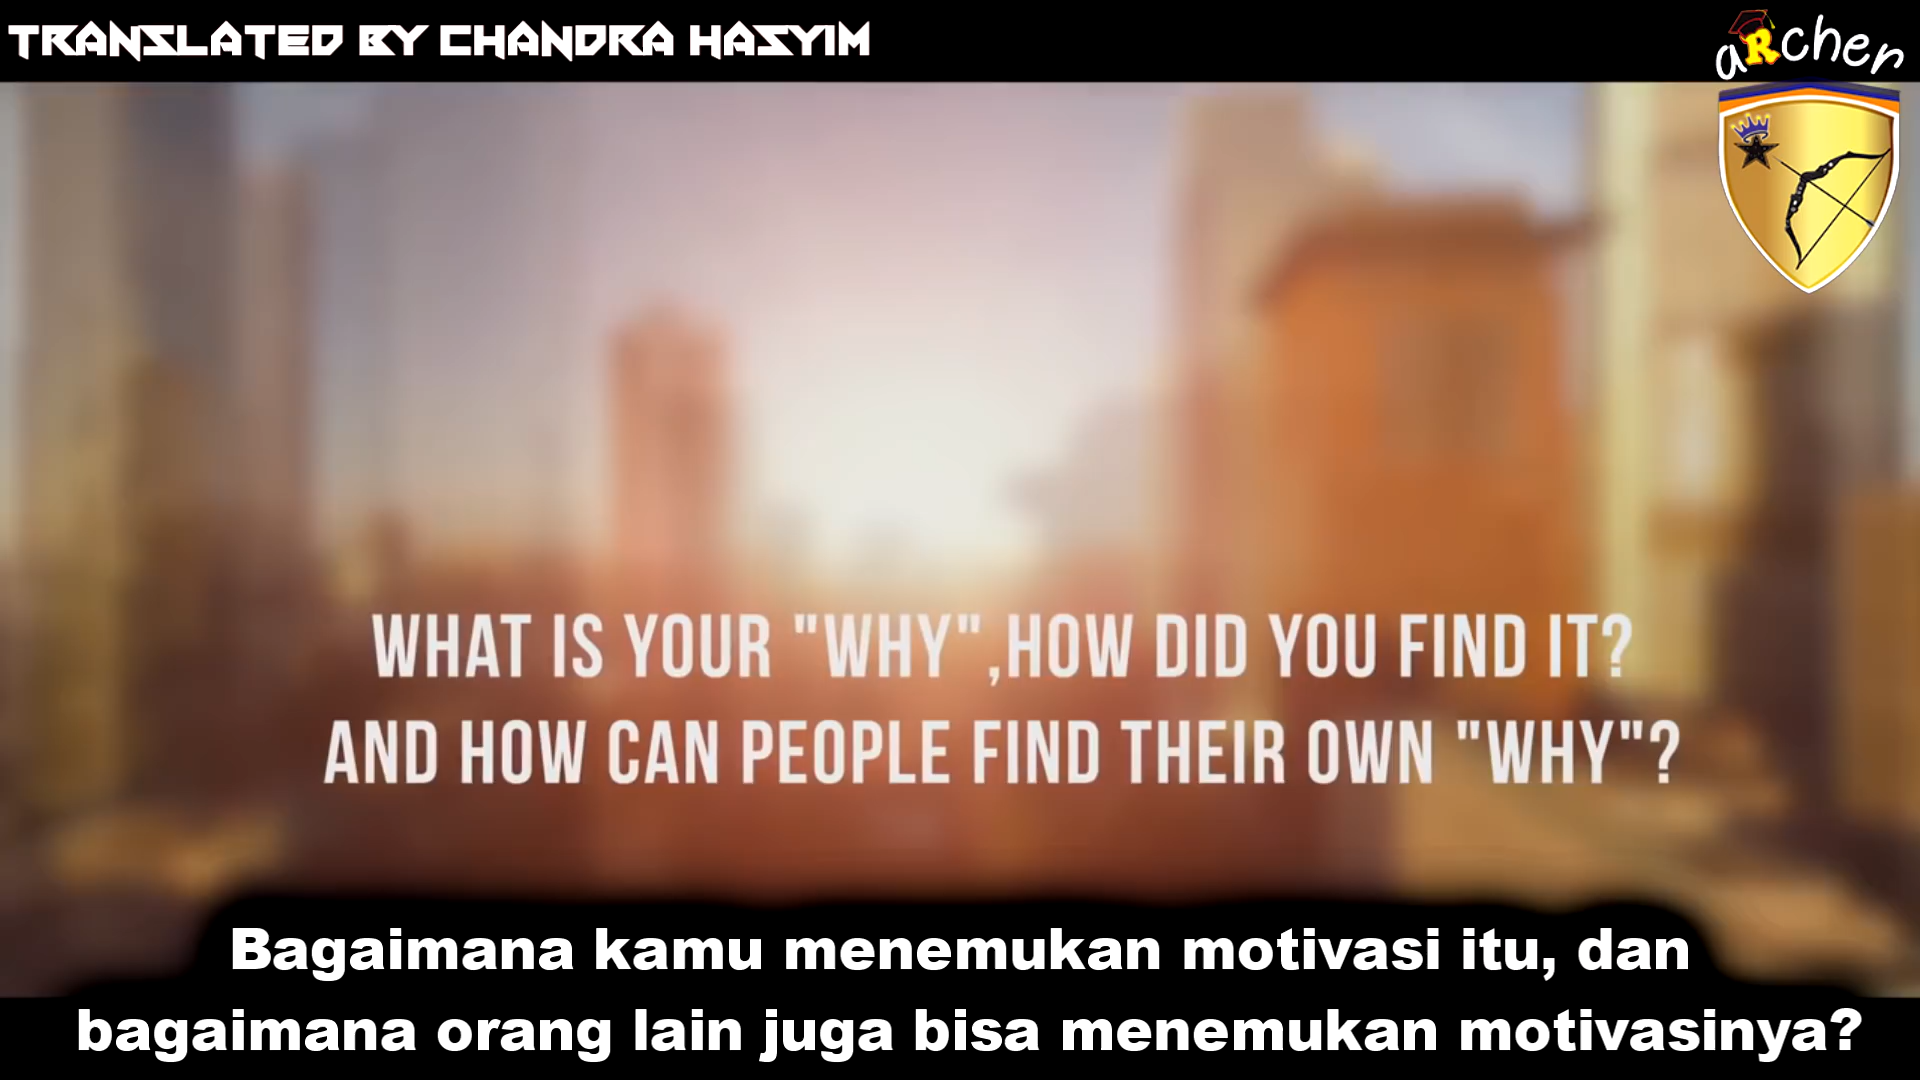 TRANSLATED BY CHANDRA HASYIM
aRcher
WHAT IS YOUR "WHY" ,HOW DID YOU FIND IT?
AND HOW CAN PEOPLE FIND THEIR OWN "WHY"?
Bagaimana kamu menemukan motivasi itu, dan
bagaimana orang lain juga bisa menemukan motivasinya?